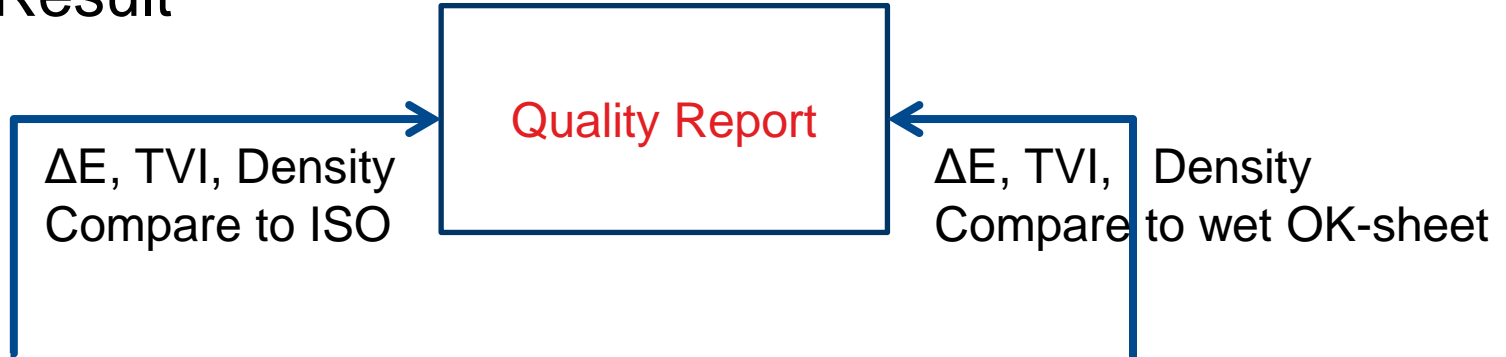 Result
Quality Report
ΔE, TVI, Density
Compare to ISO
ΔE, TVI, Density
Compare to wet OK-sheet